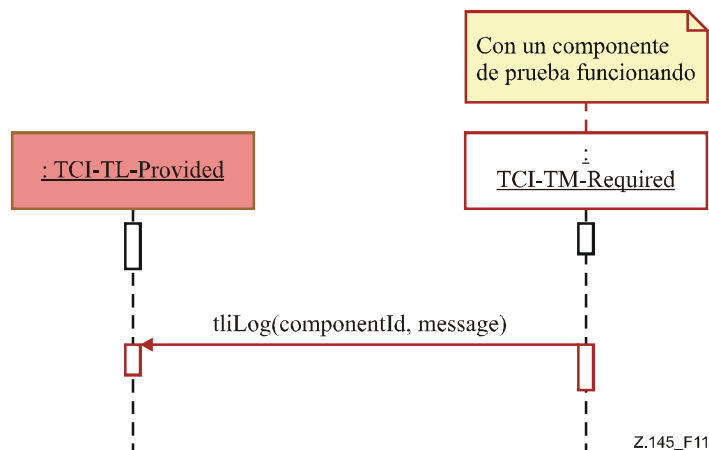 Con un componente
de prueba funcionando
: TCI-TL-Provided
:
TCI-TM-Required
tliLog(componentId, message)
Z.145_F11